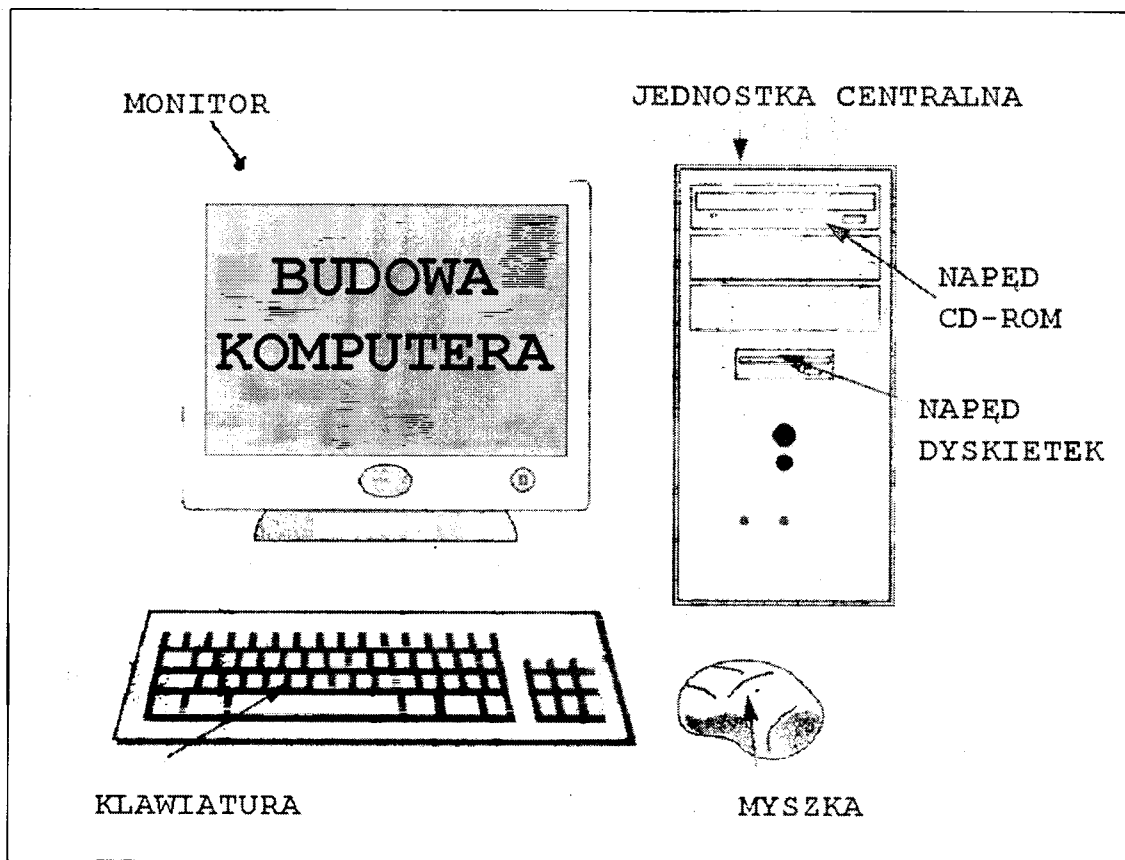 MONITOR
JEDNOSTKA CENTRALNA
BUDOWA
KOMPUTERA
NAPĘD
CD-ROM
NAPĘD
DYSKIETEK
KLAWIATURA
MYSZKA